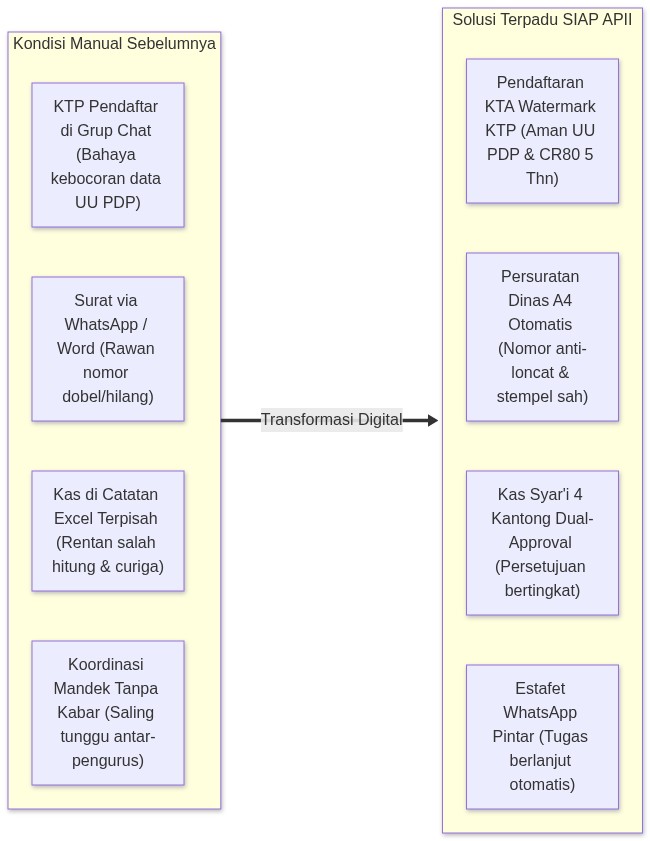 Kondisi Manual Sebelumnya
KTP Pendaftar
di Grup Chat
(Bahaya
kebocoran data
UU PDP)
Surat via
WhatsApp /
Word (Rawan
nomor
dobel/hilang)
Kas di Catatan
Excel Terpisah
(Rentan salah
hitung & curiga)
Koordinasi
Mandek Tanpa
Kabar (Saling
tunggu antar-
pengurus)
Transformasi Digital
Solusi Terpadu SIAP APII
Pendaftaran
KTA Watermark
KTP (Aman UU
PDP & CR80 5
Thn)
Persuratan
Dinas A4
Otomatis
(Nomor anti-
loncat &
stempel sah)
Kas Syar'i 4
Kantong Dual-
Approval
(Persetujuan
bertingkat)
Estafet
WhatsApp
Pintar (Tugas
berlanjut
otomatis)